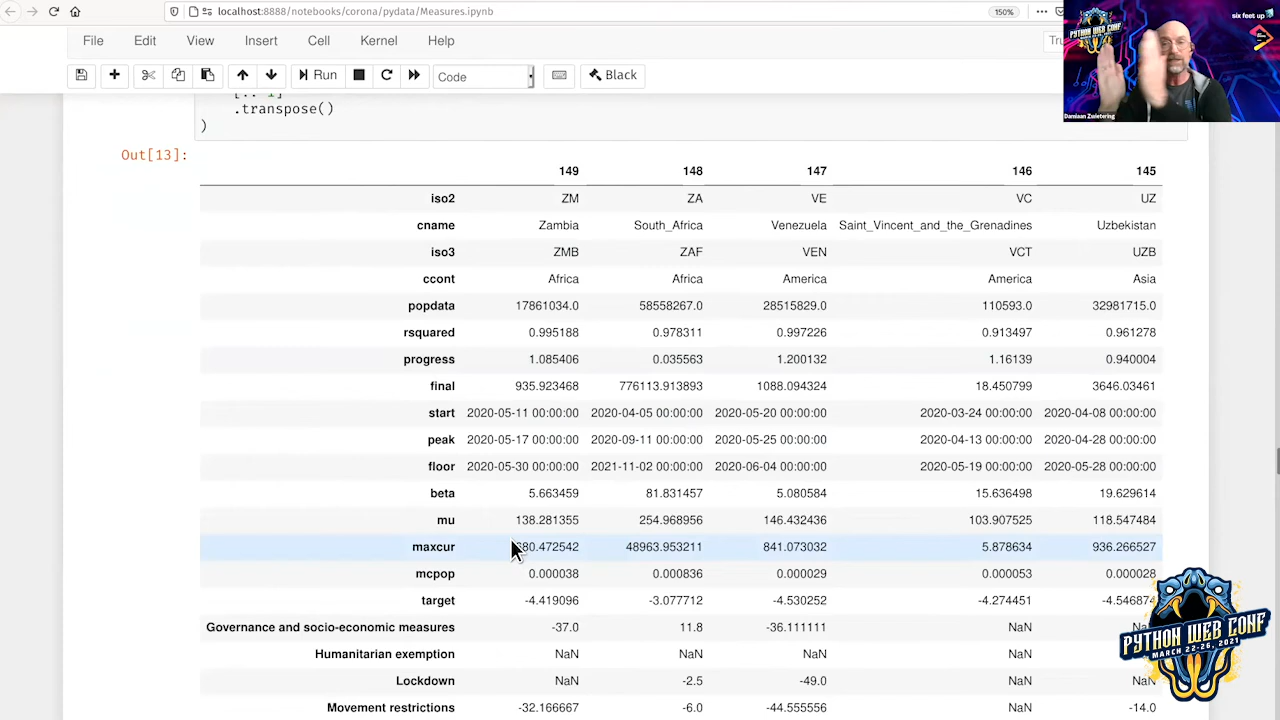 localhost:8888/notebooks/corona/pydata/Measures.ipynb
150%
six feet up
File Edit View Insert Cell Kernel Help
Run
Code
Black
.transpose()
)
Damiaan Zwietering
Out[13]:
149 148 147 146 145
iso2 ZM ZA VE VC UZ
cname Zambia South_Africa Venezuela Saint_Vincent_and_the_Grenadines Uzbekistan
iso3 ZMB ZAF VEN VCT UZB
ccont Africa Africa America America Asia
popdata 17861034.0 58558267.0 28515829.0 110593.0 32981715.0
rsquared 0.995188 0.978311 0.997226 0.913497 0.961278
progress 1.085406 0.035563 1.200132 1.16139 0.940004
final 935.923468 776113.913893 1088.094324 18.450799 3646.03461
start 2020-05-11 00:00:00 2020-04-05 00:00:00 2020-05-20 00:00:00 2020-03-24 00:00:00 2020-04-08 00:00:00
peak 2020-05-17 00:00:00 2020-09-11 00:00:00 2020-05-25 00:00:00 2020-04-13 00:00:00 2020-04-28 00:00:00
floor 2020-05-30 00:00:00 2021-11-02 00:00:00 2020-06-04 00:00:00 2020-05-19 00:00:00 2020-05-28 00:00:00
beta 5.663459 81.831457 5.080584 15.636498 19.629614
mu 138.281355 254.968956 146.432436 103.907525 118.547484
maxcur 48963.953211 841.073032 5.878634 936.266527
mcpop 0.000038 0.000836 0.000029 0.000053 0.000028
target -4.419096 -3.077712 -4.530252 -4.274451 -4.546874
Governance and socio-economic measures -37.0 11.8 -36.111111 NaN
Humanitarian exemption NaN NaN NaN NaN
Lockdown NaN -2.5 -49.0 NaN NaN
Movement restrictions -32.166667 -6.0 -44.555556 NaN -14.0
PYTHON WEB CONF
MARCH 22-26, 2021